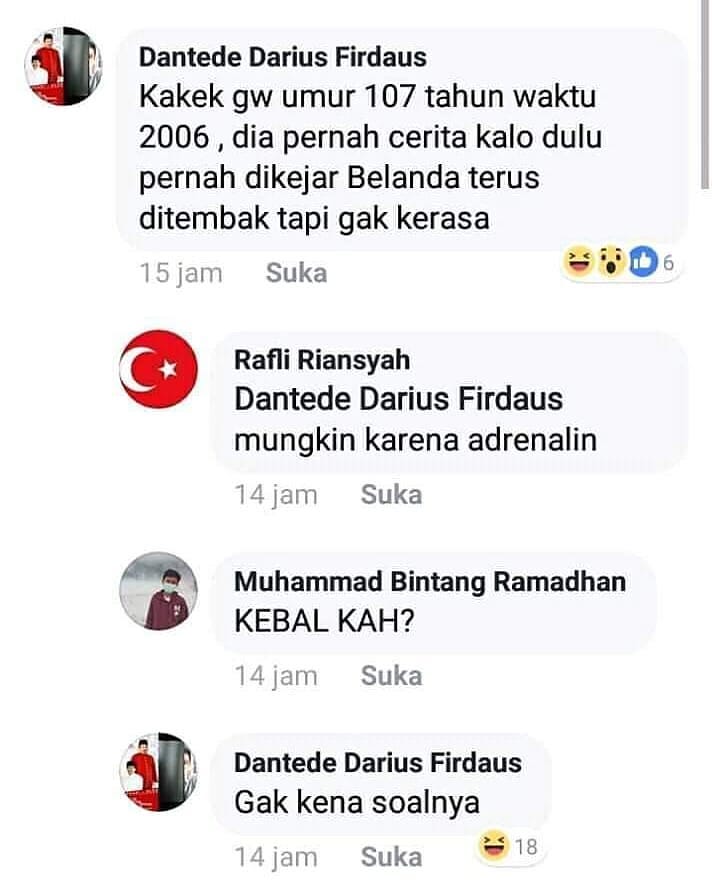 Dantede Darius Firdaus
Kakek gw umur 107 tahun waktu
2006 , dia pernah cerita kalo dulu
pernah dikejar Belanda terus
ditembak tapi gak kerasa
15 jam Suka 6
Rafli Riansyah
Dantede Darius Firdaus
mungkin karena adrenalin
14 jam Suka
Muhammad Bintang Ramadhan
KEBAL KAH?
14 jam Suka
Dantede Darius Firdaus
Gak kena soalnya
14 jam Suka 18